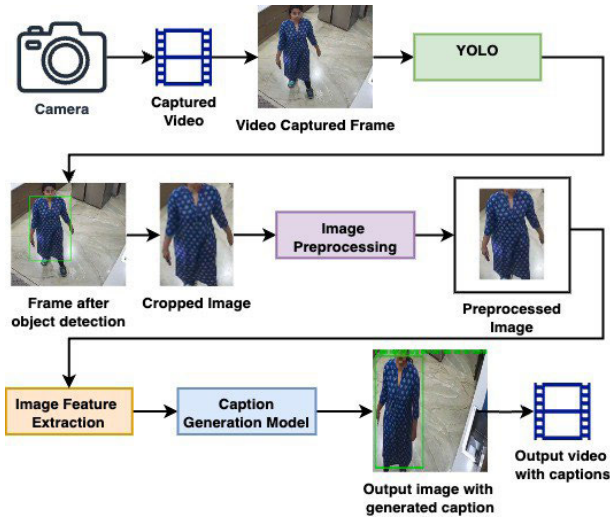 YOLO
Camera
Captured
Video
Video Captured Frame
Image
Preprocessing
Frame after
object detection
Cropped Image
Preprocessed
Image
Image Feature
Extraction
Caption
Generation Model
Output image with
generated caption
Output video
with captions